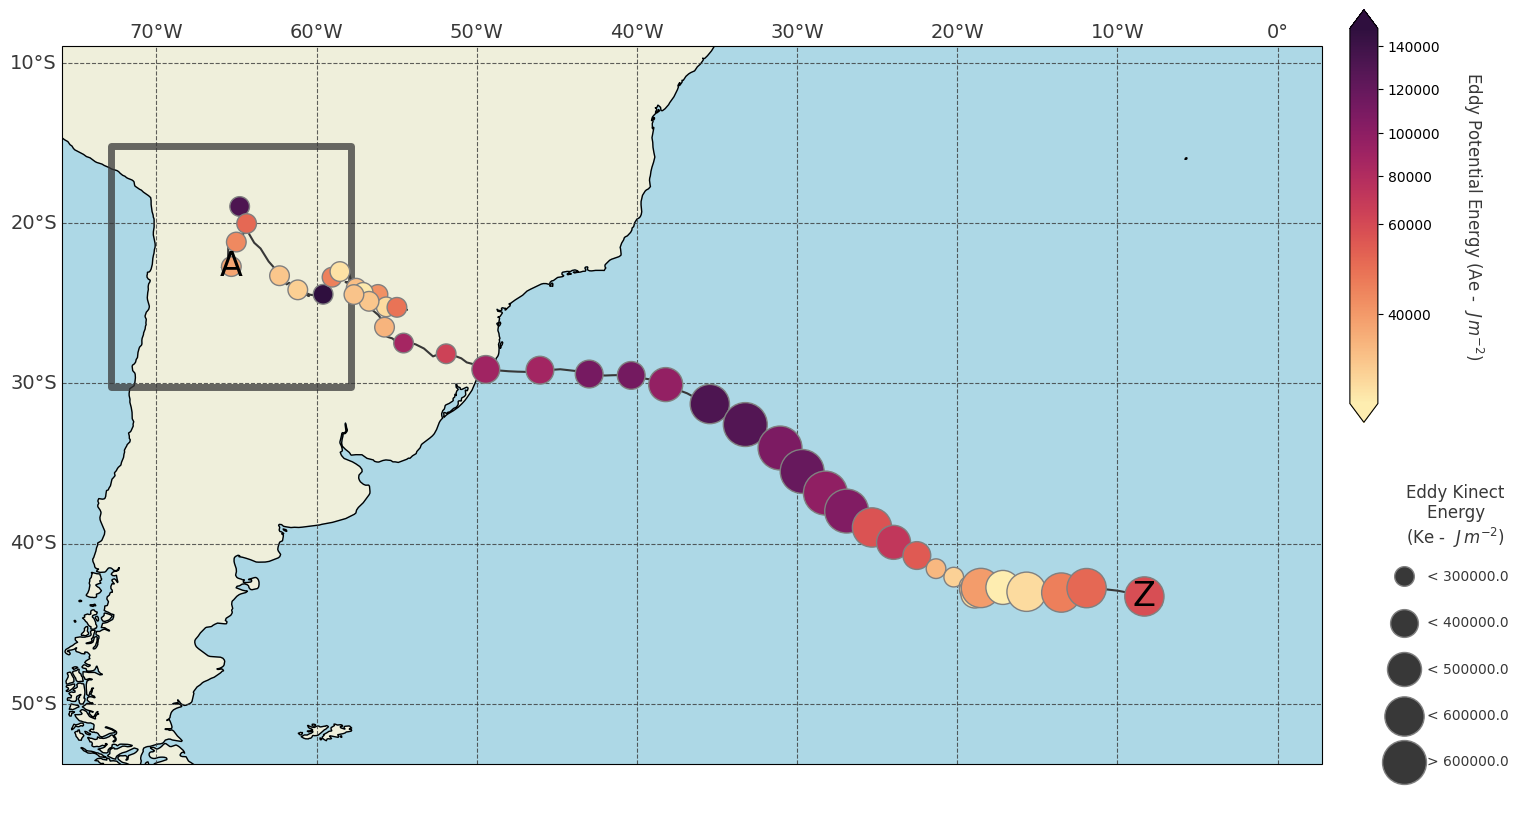 70°W 60°W 50°W 40°W 30°W 20°W 10°W 0°
10°S
20°S
30°S
40°S
50°S
A
Z
140000
120000
100000
80000
60000
40000
Eddy Potential Energy (Ae - J m⁻²)
Eddy Kinect
Energy
(Ke - J m⁻²)
< 300000.0
< 400000.0
< 500000.0
< 600000.0
> 600000.0